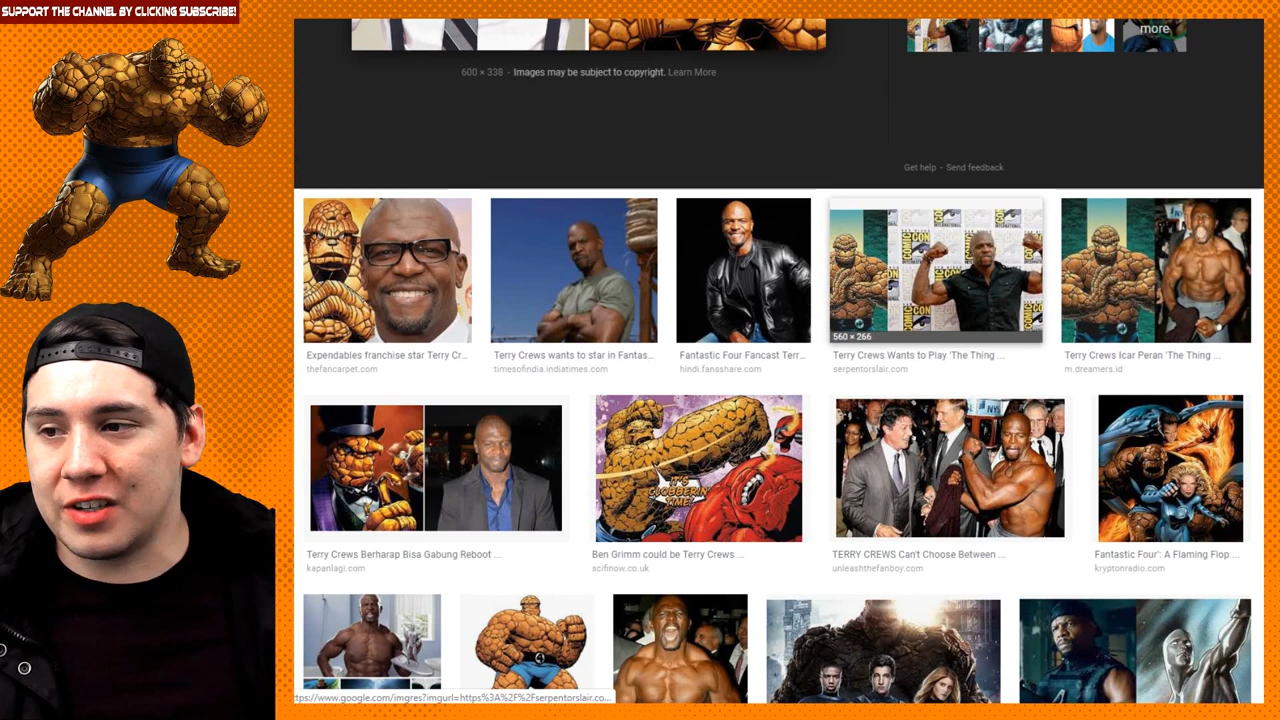 SUPPORT THE CHANNEL BY CLICKING SUBSCRIBE!
more
600 × 338 - Images may be subject to copyright. Learn More
Get help - Send feedback
COMIC CON
INTERNATIONAL
560 × 266
Expendables franchise star Terry Cr...
Terry Crews wants to star in Fantas...
Fantastic Four Fancast Terr...
Terry Crews Wants to Play 'The Thing ...
Terry Crews Icar Peran 'The Thing ...
thefancarpet.com
timesofindia.indiatimes.com
hindi.fansshare.com
serpentorslair.com
m.dreamers.id
IT'S
CLOBBERIN'
TIME!
NYS
Terry Crews Berharap Bisa Gabung Reboot ...
Ben Grimm could be Terry Crews ...
TERRY CREWS Can't Choose Between ...
Fantastic Four': A Flaming Flop ...
kapanlagi.com
scifinow.co.uk
unleashthefanboy.com
kryptonradio.com
tps://www.google.com/imgres?imgurl=https%3A%2F%2Fserpentorslair.co...